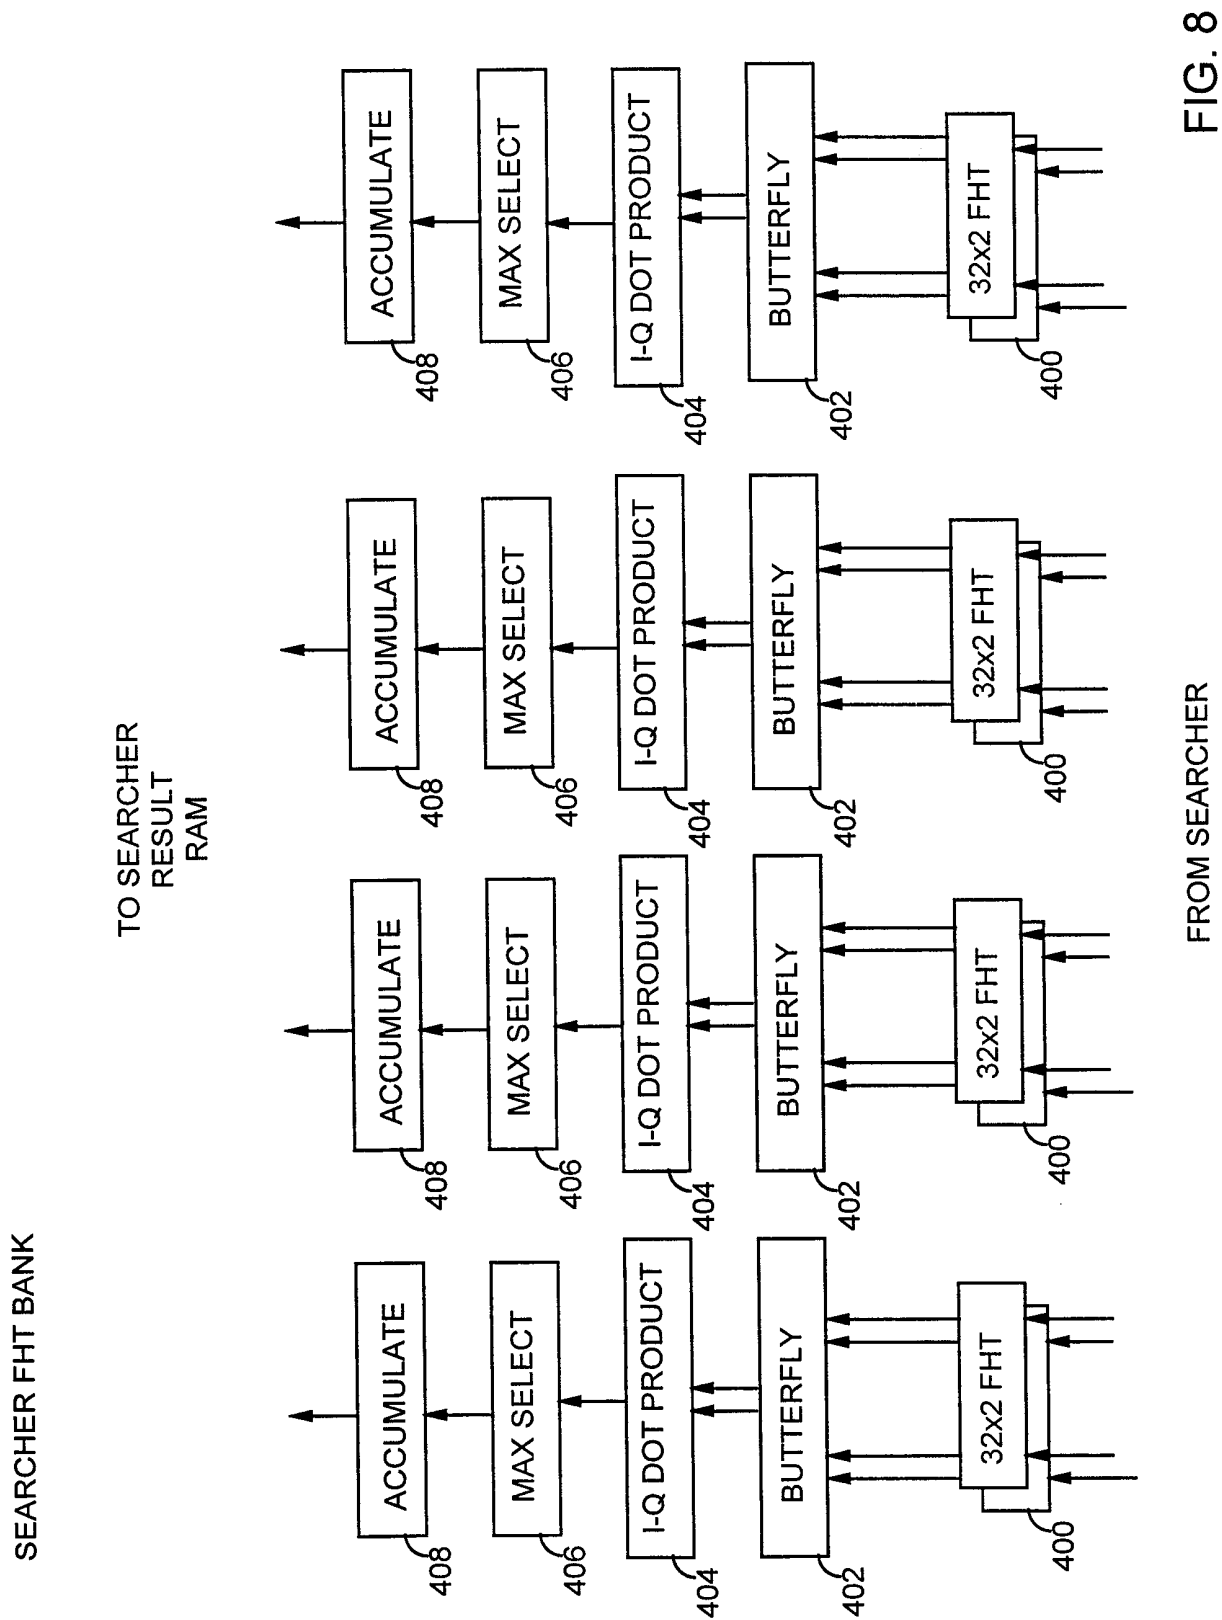 SEARCHER FHT BANK
TO SEARCHER
RESULT
RAM
ACCUMULATE
408
ACCUMULATE
408
ACCUMULATE
408
ACCUMULATE
408
MAX SELECT
406
MAX SELECT
406
MAX SELECT
406
MAX SELECT
406
I-Q DOT PRODUCT
404
I-Q DOT PRODUCT
404
I-Q DOT PRODUCT
404
I-Q DOT PRODUCT
404
BUTTERFLY
402
BUTTERFLY
402
BUTTERFLY
402
BUTTERFLY
402
32x2 FHT
400
32x2 FHT
400
32x2 FHT
400
32x2 FHT
400
FROM SEARCHER
FIG. 8